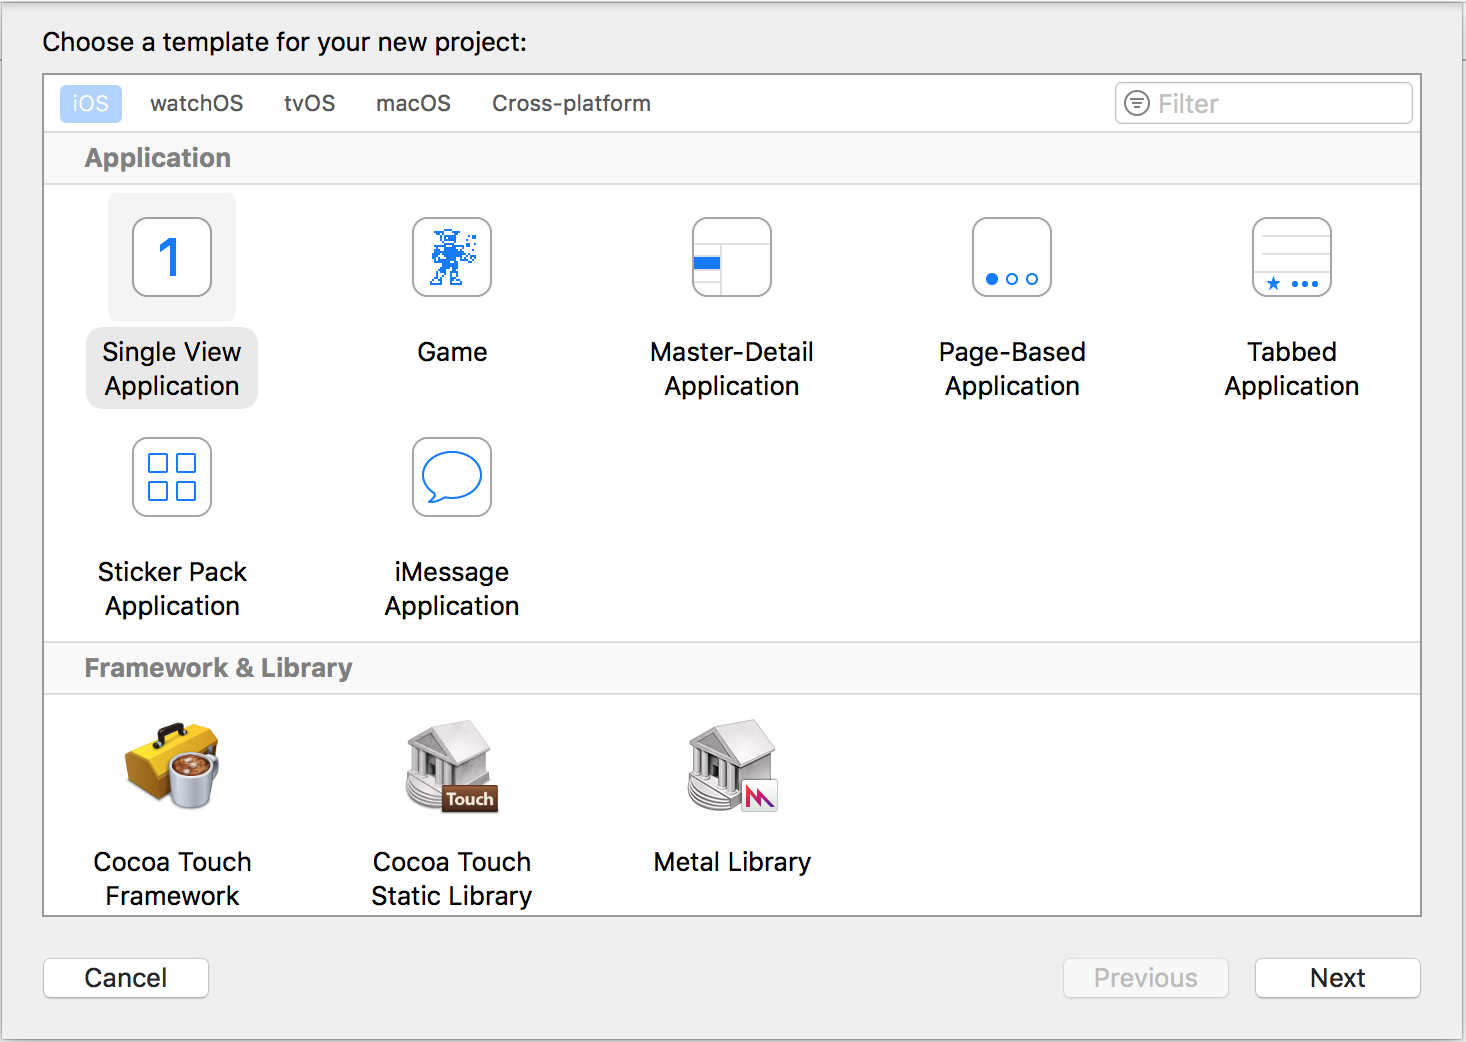 Choose a template for your new project:
iOS watchOS tvOS macOS Cross-platform Filter
Application
1
Single View Application
Game
Master-Detail Application
Page-Based Application
Tabbed Application
Sticker Pack Application
iMessage Application
Framework & Library
Touch
Cocoa Touch Framework
Cocoa Touch Static Library
Metal Library
Cancel Previous Next